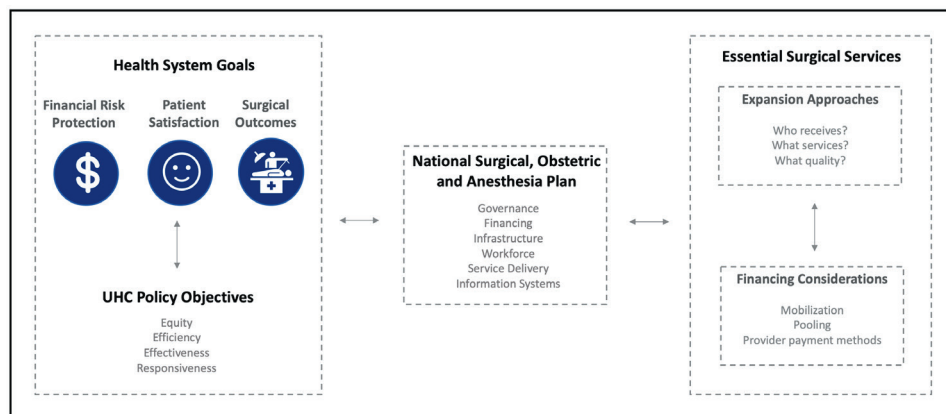 Health System Goals
Financial Risk
Protection
Patient
Satisfaction
Surgical
Outcomes
$
UHC Policy Objectives
Equity
Efficiency
Effectiveness
Responsiveness
National Surgical, Obstetric
and Anesthesia Plan
Governance
Financing
Infrastructure
Workforce
Service Delivery
Information Systems
Essential Surgical Services
Expansion Approaches
Who receives?
What services?
What quality?
Financing Considerations
Mobilization
Pooling
Provider payment methods